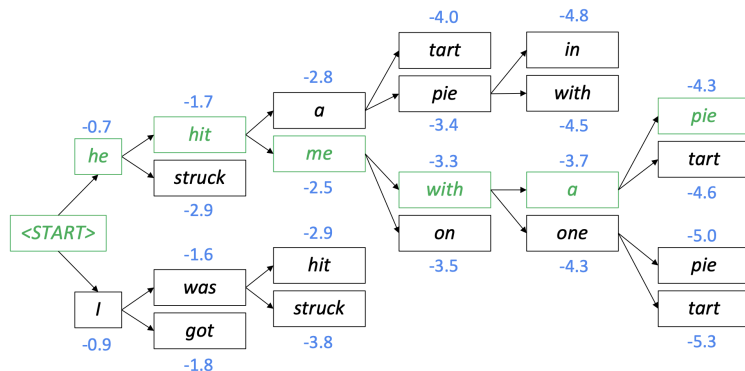 -4.0 -4.8
tart in
-2.8
-1.7 a pie with -4.3
-0.7 hit -3.4 -4.5 pie
he me -3.3 -3.7
struck with a tart
-2.9 -2.5 -4.6
<START> on one
-2.9 -3.5 -4.3 -5.0
-1.6 hit pie
was
I struck tart
-0.9 got -3.8 -5.3
-1.8